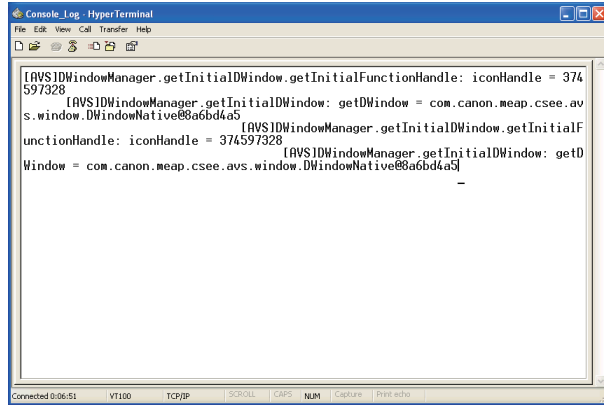 Console_Log - HyperTerminal
File Edit View Call Transfer Help
[AVS]DWindowManager.getInitialDWindow.getInitialFunctionHandle: iconHandle = 374
597328
[AVS]DWindowManager.getInitialDWindow: getDWindow = com.canon.meap.csee.av
s.window.DWindowNative@8a6bd4a5
[AVS]DWindowManager.getInitialDWindow.getInitialF
unctionHandle: iconHandle = 374597328
[AVS]DWindowManager.getInitialDWindow: getD
Window = com.canon.meap.csee.avs.window.DWindowNative@8a6bd4a5
Connected 0:06:51 VT100 TCP/IP SCROLL CAPS NUM Capture Print echo